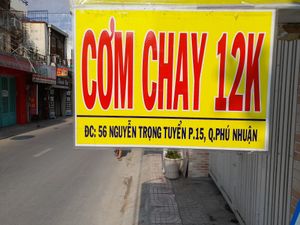 CƠM CHAY 12K
ĐC: 56 NGUYỄN TRỌNG TUYỂN P.15, Q.PHÚ NHUẬN